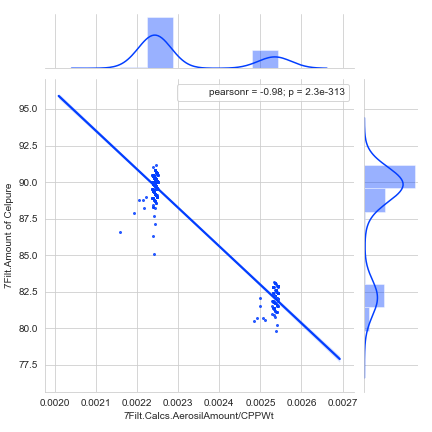 pearsonr = -0.98; p = 2.3e-313
95.0
92.5
90.0
87.5
85.0
82.5
80.0
77.5
7Filt.Amount of Celpure
0.0020 0.0021 0.0022 0.0023 0.0024 0.0025 0.0026 0.0027
7Filt.Calcs.AerosilAmount/CPPWt